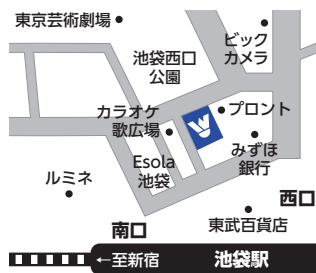 東京芸術劇場
ビック
カメラ
池袋西口
公園
カラオケ
歌広場
プロント
みずほ
銀行
Esola
池袋
ルミネ
西口
東武百貨店
南口
←至新宿
池袋駅